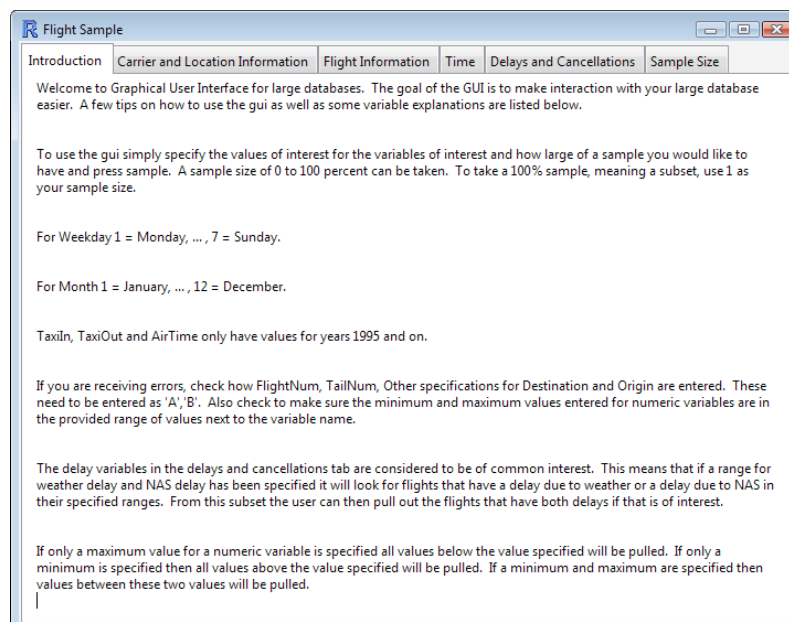 Flight Sample
Introduction Carrier and Location Information Flight Information Time Delays and Cancellations Sample Size
Welcome to Graphical User Interface for large databases. The goal of the GUI is to make interaction with your large database
easier. A few tips on how to use the gui as well as some variable explanations are listed below.
To use the gui simply specify the values of interest for the variables of interest and how large of a sample you would like to
have and press sample. A sample size of 0 to 100 percent can be taken. To take a 100% sample, meaning a subset, use 1 as
your sample size.
For Weekday 1 = Monday, ... , 7 = Sunday.
For Month 1 = January, ... , 12 = December.
TaxiIn, TaxiOut and AirTime only have values for years 1995 and on.
If you are receiving errors, check how FlightNum, TailNum, Other specifications for Destination and Origin are entered. These
need to be entered as 'A','B'. Also check to make sure the minimum and maximum values entered for numeric variables are in
the provided range of values next to the variable name.
The delay variables in the delays and cancellations tab are considered to be of common interest. This means that if a range for
weather delay and NAS delay has been specified it will look for flights that have a delay due to weather or a delay due to NAS in
their specified ranges. From this subset the user can then pull out the flights that have both delays if that is of interest.
If only a maximum value for a numeric variable is specified all values below the value specified will be pulled. If only a
minimum is specified then all values above the value specified will be pulled. If a minimum and maximum are specified then
values between these two values will be pulled.